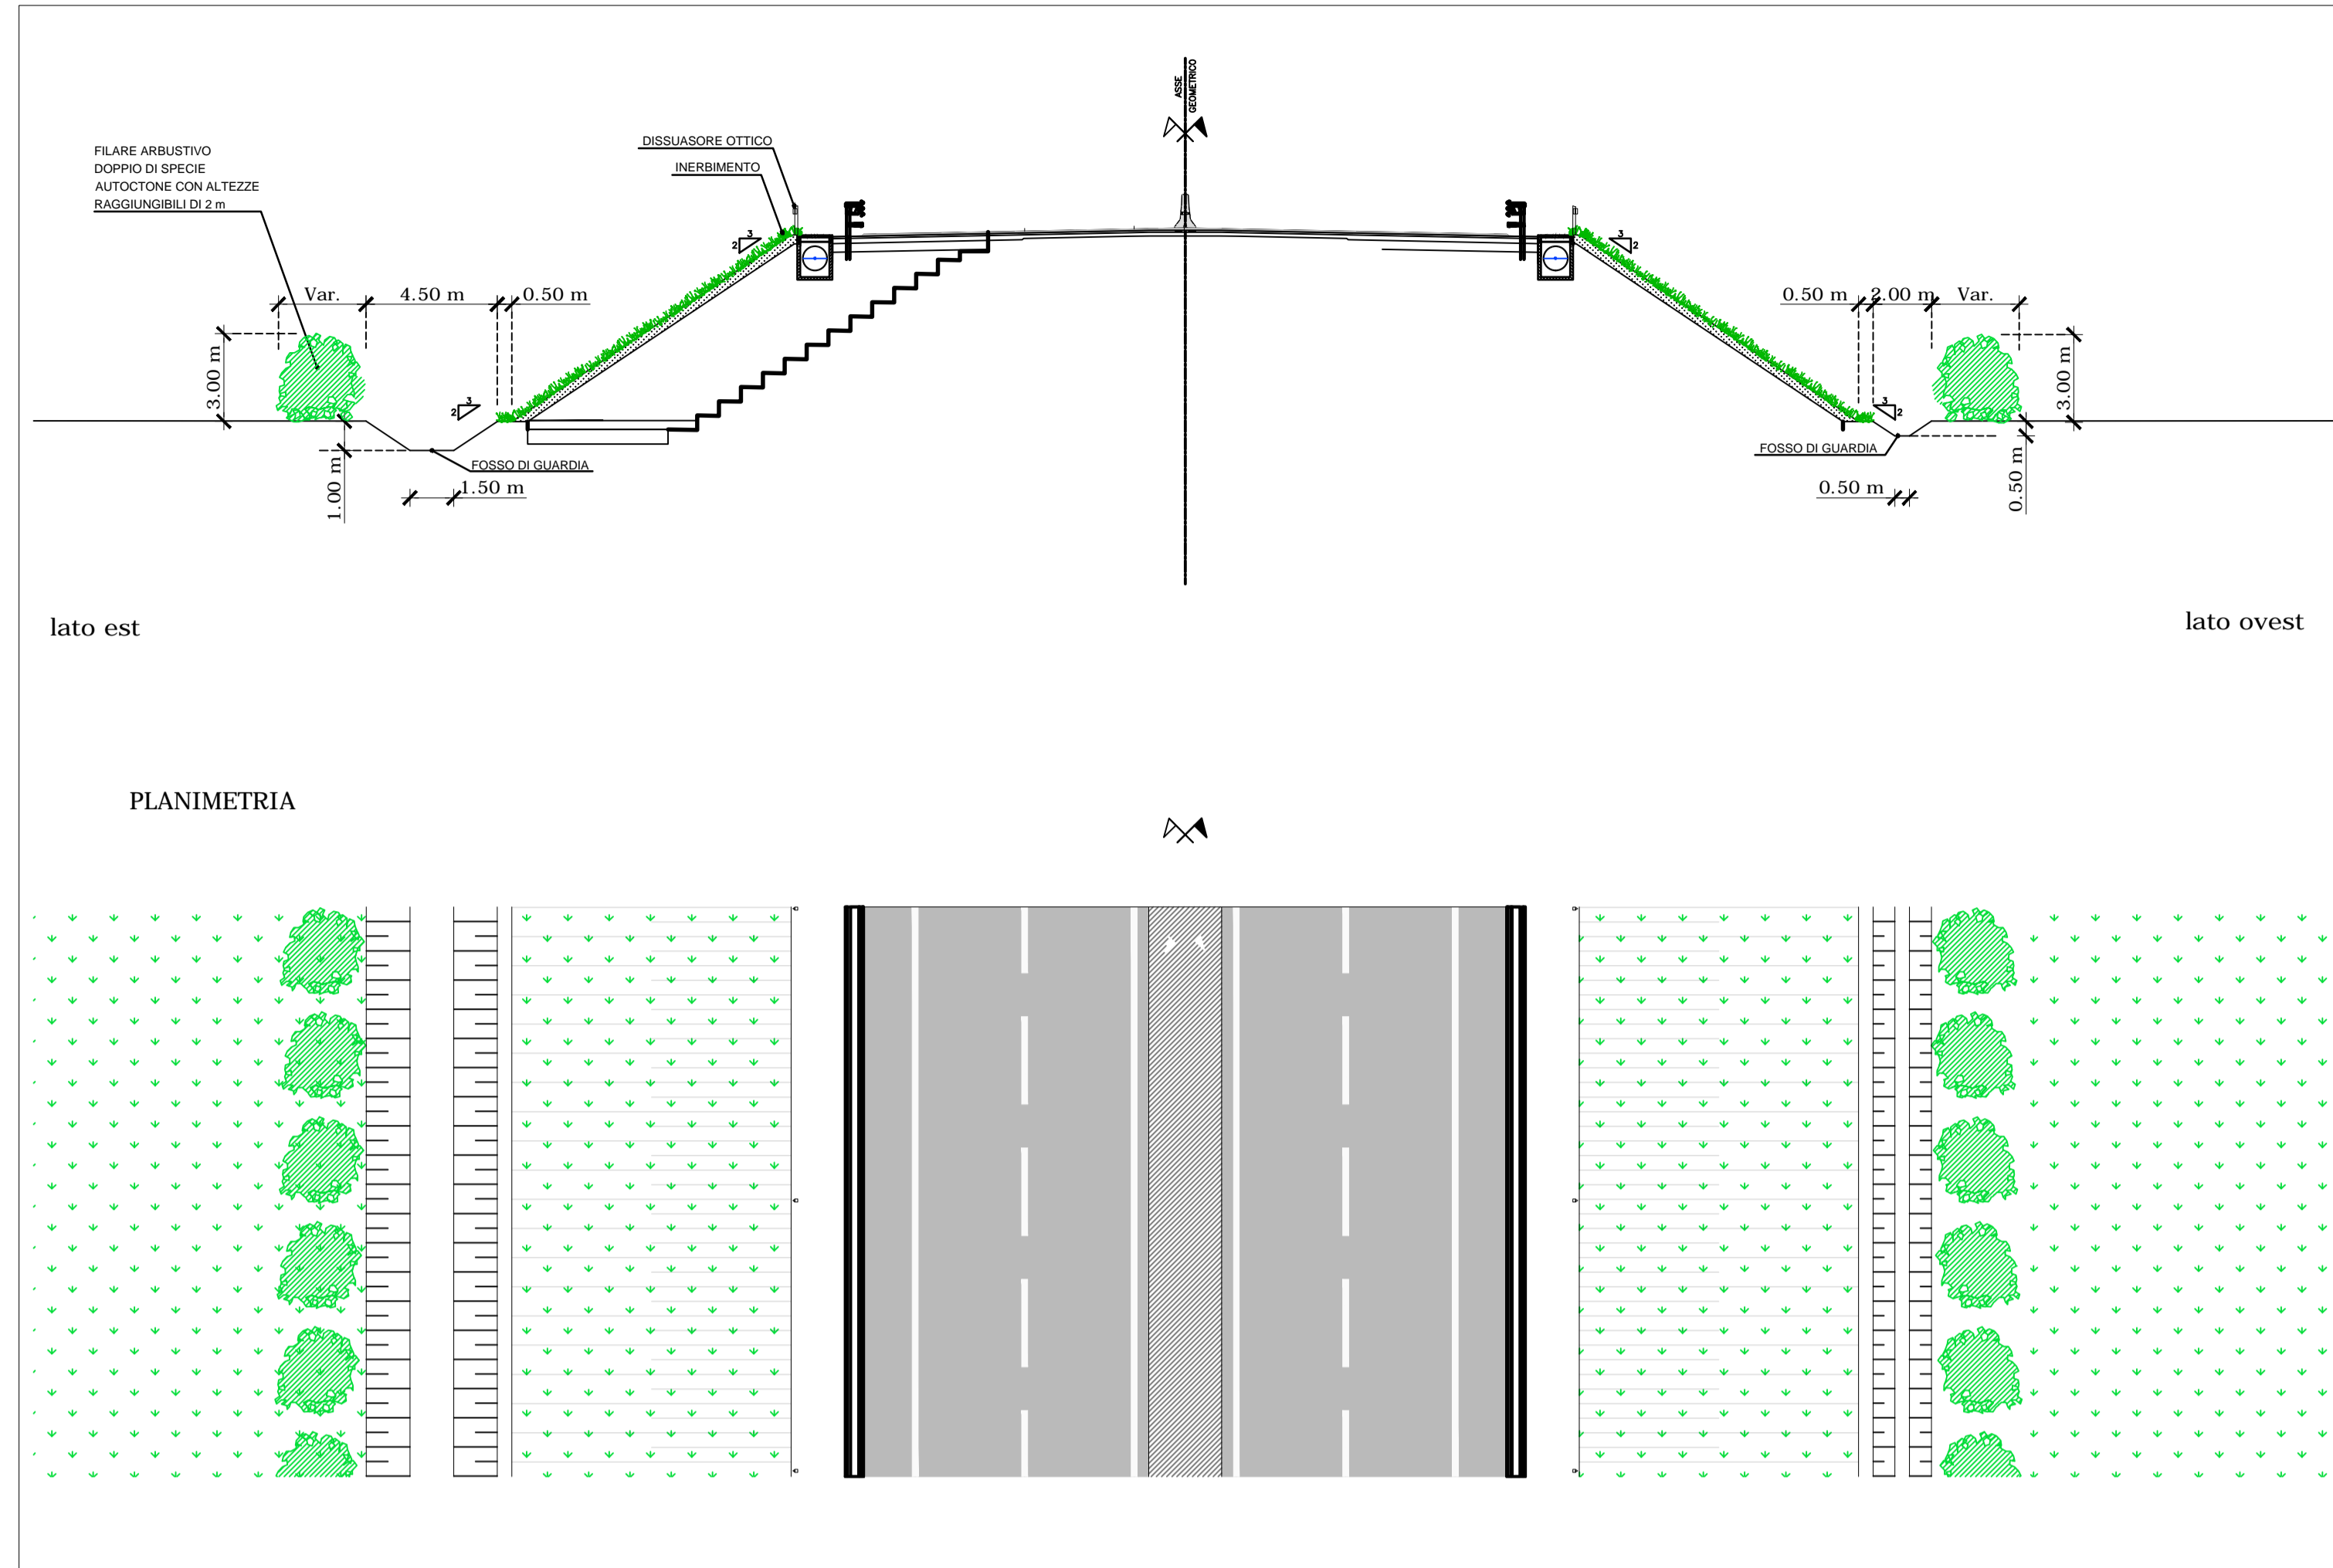 ASSE
GEOMETRICO
DISSUASORE OTTICO
INERBIMENTO
FILARE ARBUSTIVO
DOPPIO DI SPECIE
AUTOCTONE CON ALTEZZE
RAGGIUNGIBILI DI 2 m
3
2
3
2
Var.
4.50 m
0.50 m
0.50 m
2.00 m
Var.
3.00 m
3
2
3
2
3.00 m
FOSSO DI GUARDIA
FOSSO DI GUARDIA
1.00 m
1.50 m
0.50 m
0.50 m
lato est
lato ovest
PLANIMETRIA